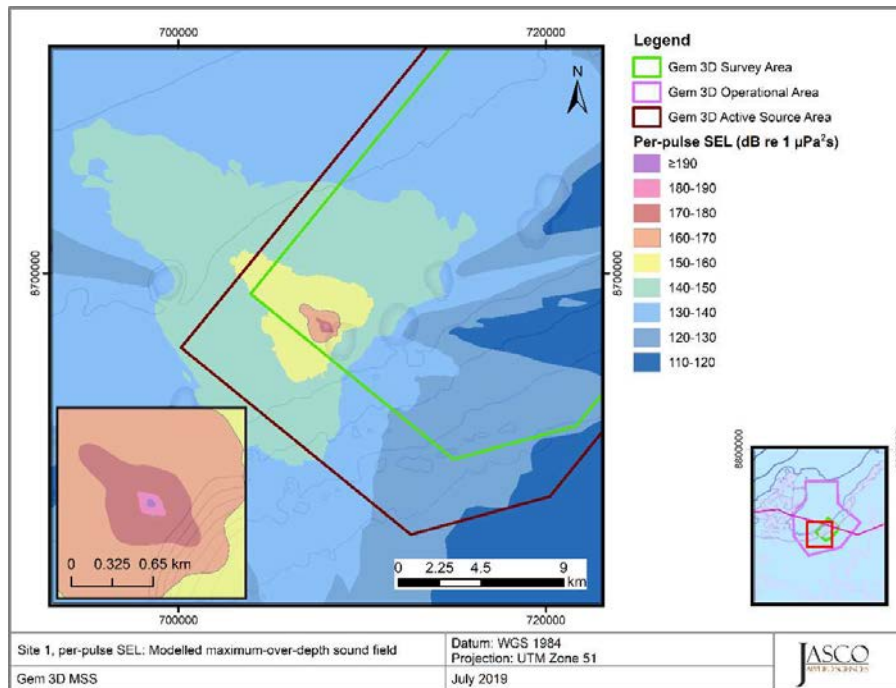 700000
720000
8700000
8700000
N
0 0.325 0.65 km
0 2.25 4.5 9
km
700000
720000
Legend
Gem 3D Survey Area
Gem 3D Operational Area
Gem 3D Active Source Area
Per-pulse SEL (dB re 1 µPa²s)
≥190
180-190
170-180
160-170
150-160
140-150
130-140
120-130
110-120
8800000
Site 1, per-pulse SEL: Modelled maximum-over-depth sound field
Gem 3D MSS
Datum: WGS 1984
Projection: UTM Zone 51
July 2019
JASCO
APPLIED SCIENCES